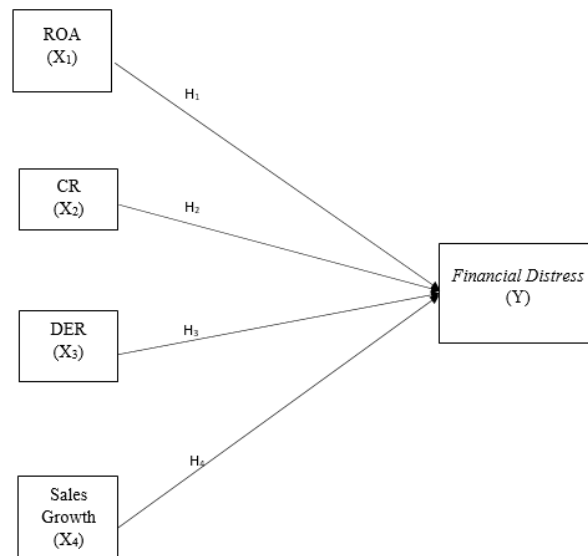 ROA
(X₁)
H₁
CR
(X₂)
H₂
Financial Distress
(Y)
DER
(X₃)
H₃
H₄
Sales
Growth
(X₄)